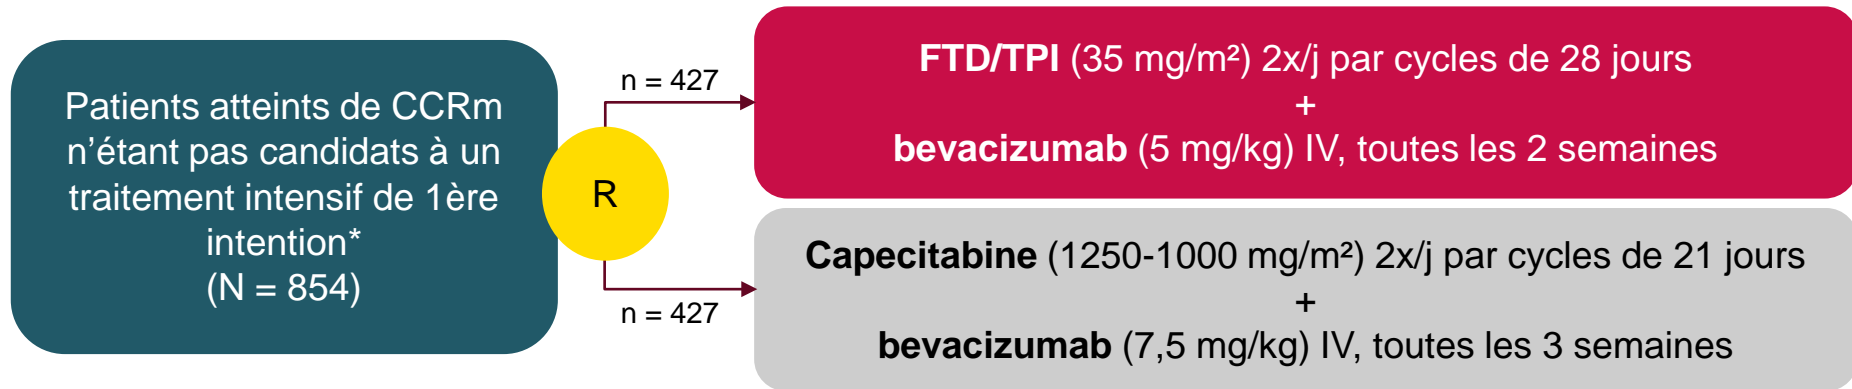 Patients atteints de CCRm
n'étant pas candidats à un
traitement intensif de 1ère
intention*
(N = 854)
R
n = 427
FTD/TPI (35 mg/m²) 2x/j par cycles de 28 jours
+
bevacizumab (5 mg/kg) IV, toutes les 2 semaines
n = 427
Capecitabine (1250-1000 mg/m²) 2x/j par cycles de 21 jours
+
bevacizumab (7,5 mg/kg) IV, toutes les 3 semaines